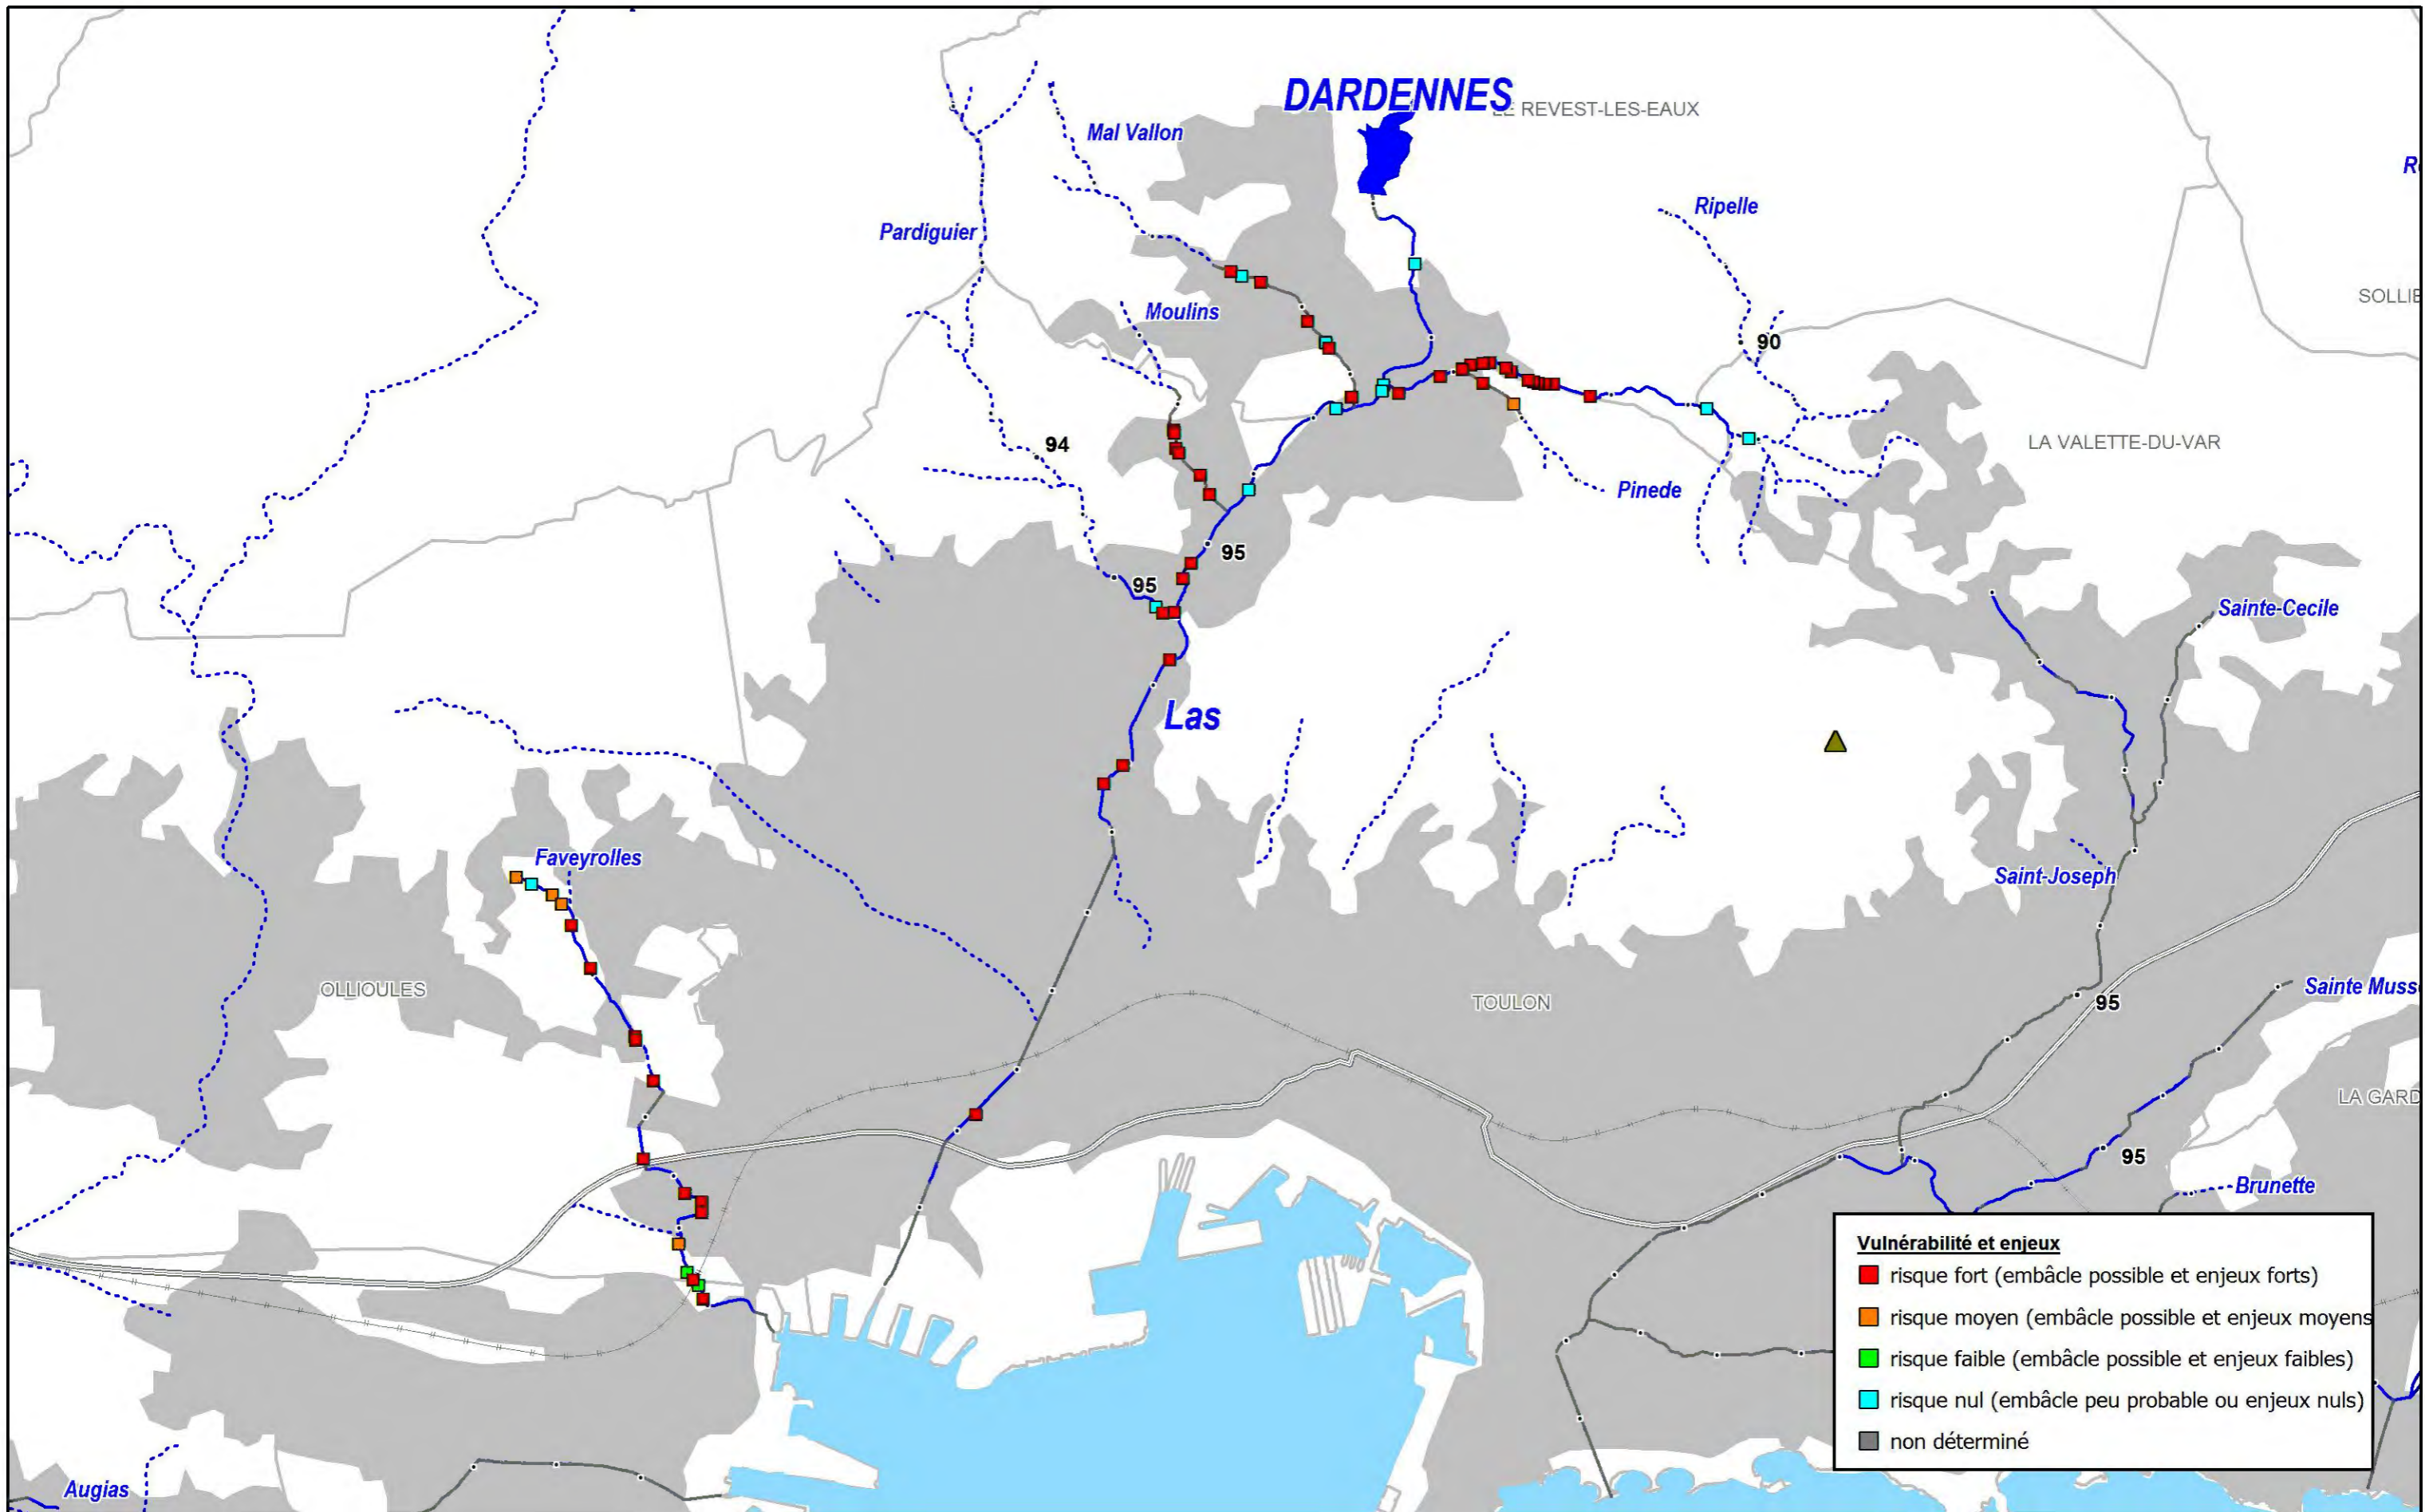 DARDENNES
LE REVEST-LES-EAUX
Mal Vallon
Ripelle
Pardiguier
SOLLIE
Moulins
90
94
LA VALETTE-DU-VAR
Pinede
95
95
Sainte-Cecile
Las
Faveyrolles
Saint-Joseph
OLLIOULES
TOULON
Sainte Muss
95
LA GARD
95
Brunette
Augias
Vulnérabilité et enjeux
risque fort (embâcle possible et enjeux forts)
risque moyen (embâcle possible et enjeux moyens
risque faible (embâcle possible et enjeux faibles)
risque nul (embâcle peu probable ou enjeux nuls)
non déterminé